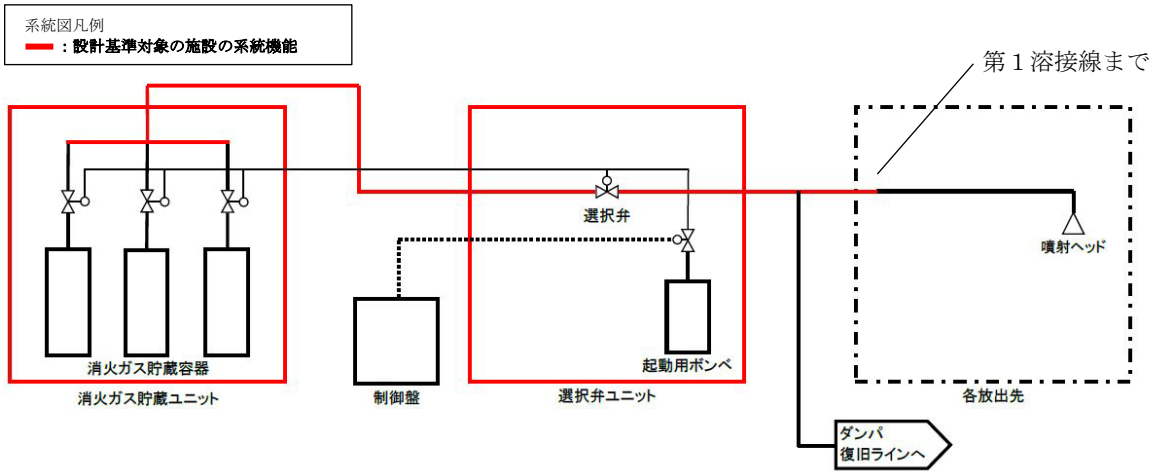 系統図凡例
：設計基準対象の施設の系統機能
第１溶接線まで
選択弁
噴射ヘッド
消火ガス貯蔵容器
起動用ボンベ
消火ガス貯蔵ユニット
制御盤
選択弁ユニット
各放出先
ダンパ
復旧ラインへ